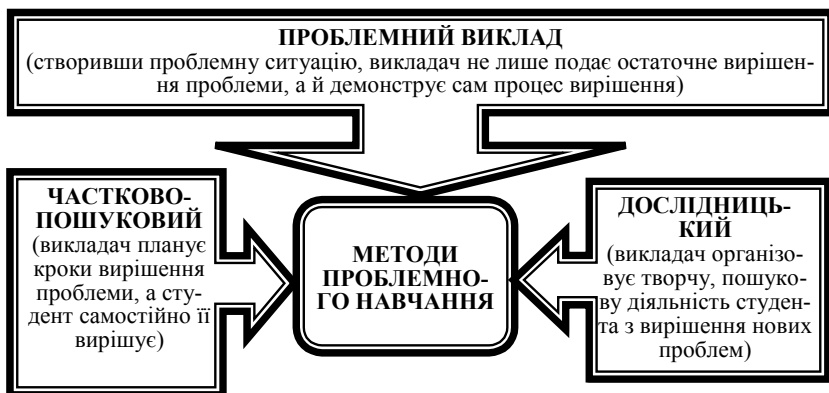 ПРОБЛЕМНИЙ ВИКЛАД
(створивши проблемну ситуацію, викладач не лише подає остаточне вирішен-
ня проблеми, а й демонструє сам процес вирішення)
ЧАСТКОВО-
ПОШУКОВИЙ
(викладач планує
кроки вирішення
проблеми, а сту-
дент самостійно її
вирішує)
МЕТОДИ
ПРОБЛЕМНО-
ГО НАВЧАННЯ
ДОСЛІДНИЦЬ-
КИЙ
(викладач організо-
вує творчу, пошуко-
ву діяльність студен-
та з вирішення нових
проблем)